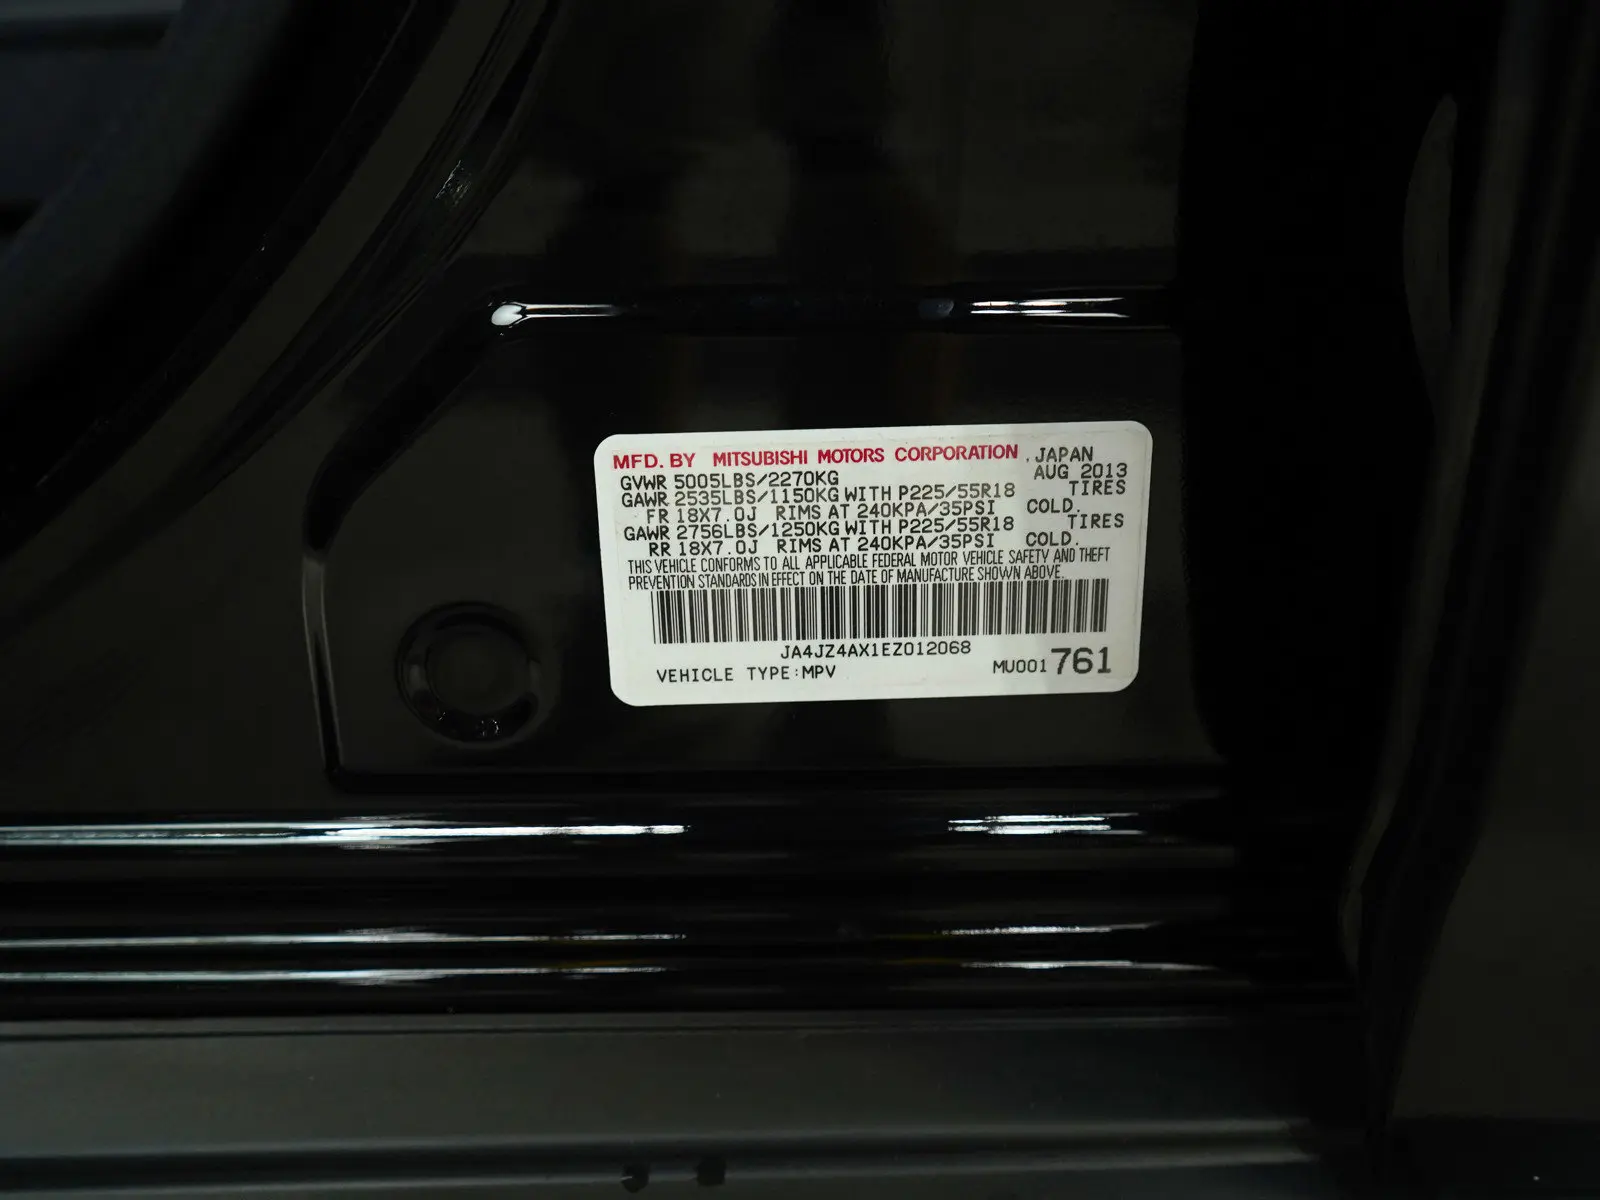 MFD. BY MITSUBISHI MOTORS CORPORATION , JAPAN
GVWR 5005LBS/2270KG AUG 2013
GAWR 2535LBS/1150KG WITH P225/55R18 TIRES
FR 18X7.0J RIMS AT 240KPA/35PSI COLD.
GAWR 2756LBS/1250KG WITH P225/55R18 TIRES
RR 18X7.0J RIMS AT 240KPA/35PSI COLD.
THIS VEHICLE CONFORMS TO ALL APPLICABLE FEDERAL MOTOR VEHICLE SAFETY AND THEFT
PREVENTION STANDARDS IN EFFECT ON THE DATE OF MANUFACTURE SHOWN ABOVE.
JA4JZ4AX1EZ012068
VEHICLE TYPE:MPV MU001761